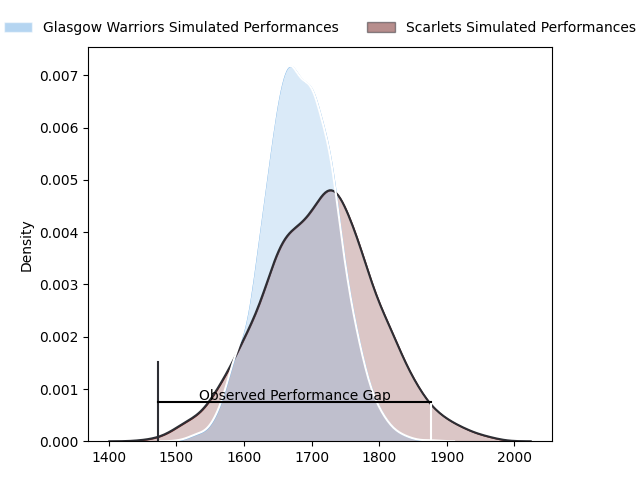 Glasgow Warriors Simulated Performances Scarlets Simulated Performances
0.007
0.006
0.005
0.004
0.003
0.002
0.001
0.000
Density
Observed Performance Gap
1400 1500 1600 1700 1800 1900 2000